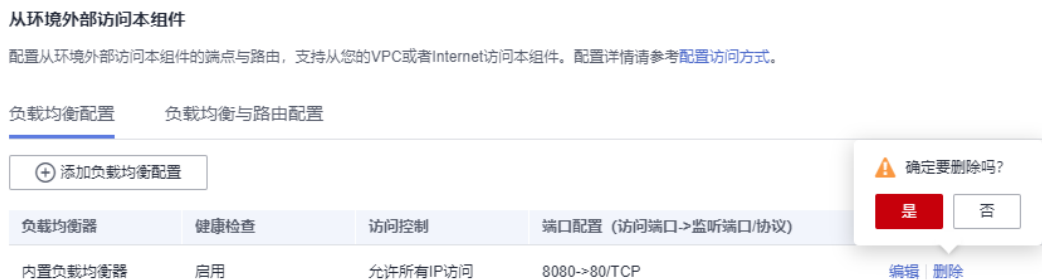 从环境外部访问本组件
配置从环境外部访问本组件的端点与路由，支持从您的VPC或者Internet访问本组件。配置详情请参考配置访问方式。
负载均衡配置 负载均衡与路由配置
添加负载均衡配置
确定要删除吗？
是 否
负载均衡器 健康检查 访问控制 端口配置（访问端口->监听端口/协议）
内置负载均衡器 启用 允许所有IP访问 8080->80/TCP 编辑 | 删除